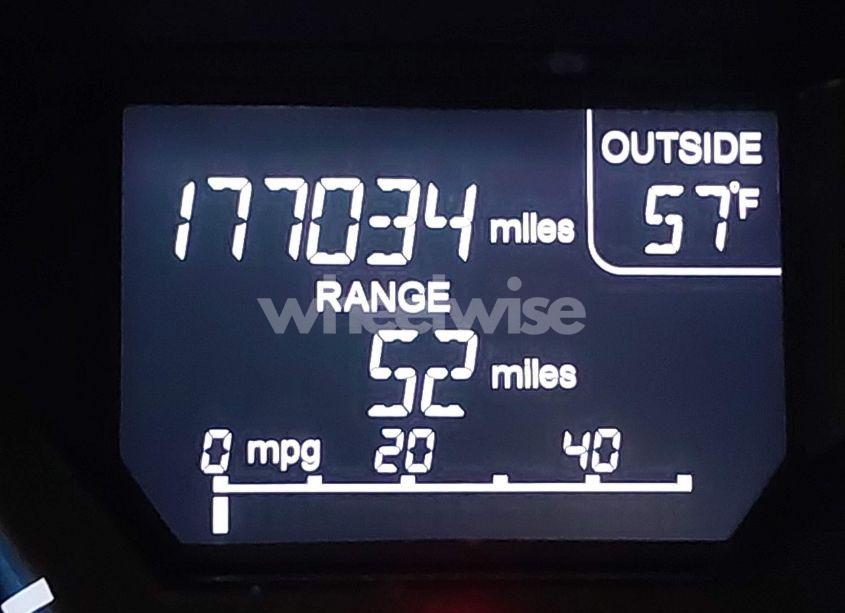 OUTSIDE
177034 miles
57°F
RANGE
wheelwise
52 miles
0 mpg 20 40